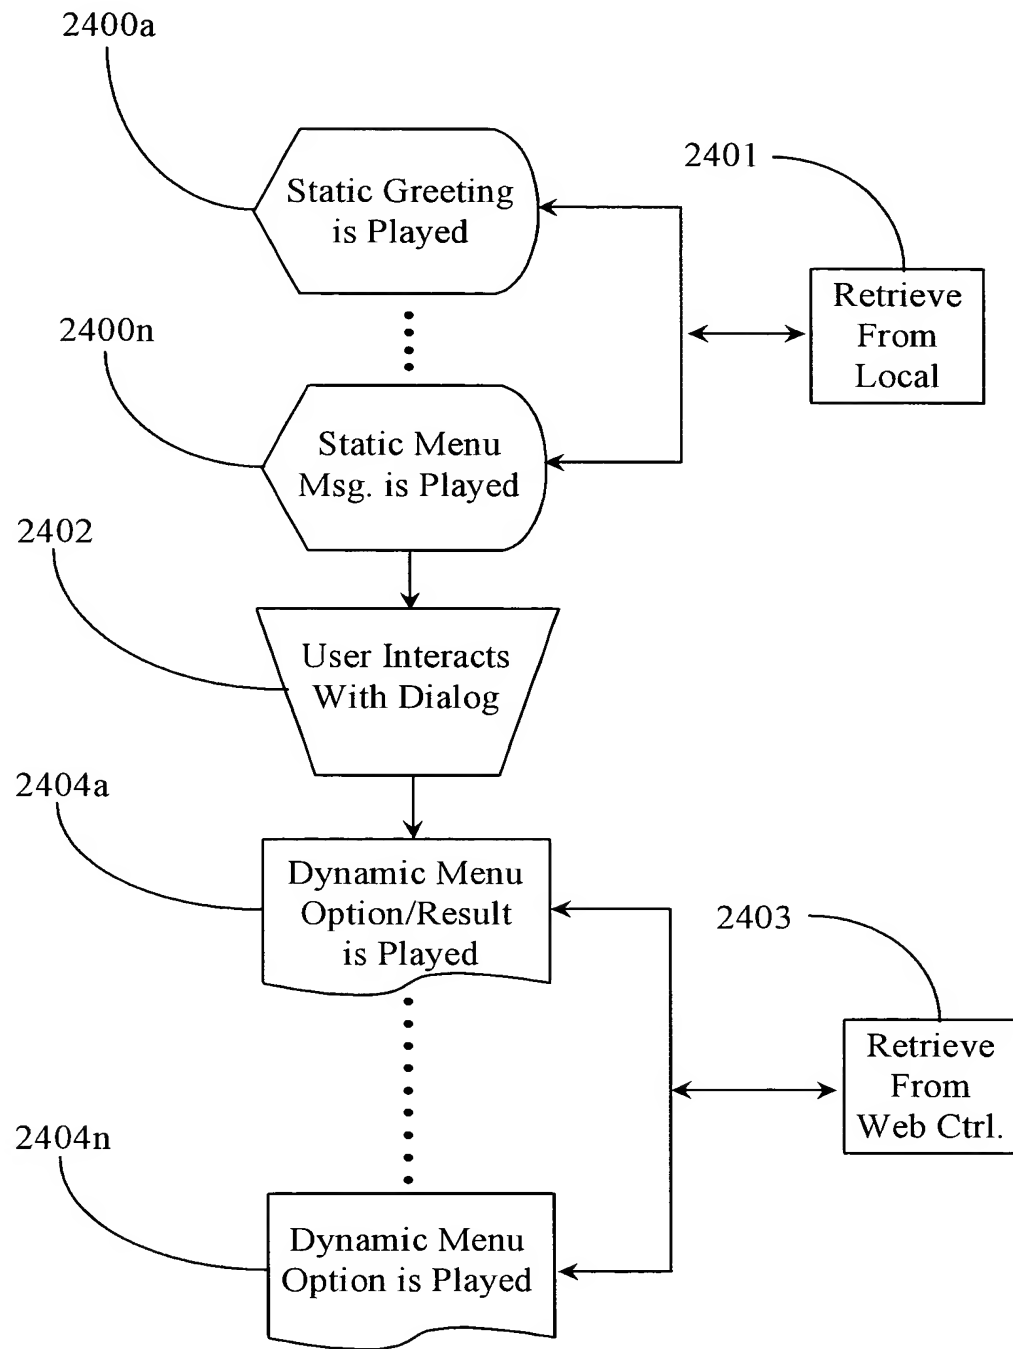 2400a
Static Greeting
is Played
2401
Retrieve
From
Local
2400n
Static Menu
Msg. is Played
2402
User Interacts
With Dialog
2404a
Dynamic Menu
Option/Result
is Played
2403
Retrieve
From
Web Ctrl.
2404n
Dynamic Menu
Option is Played